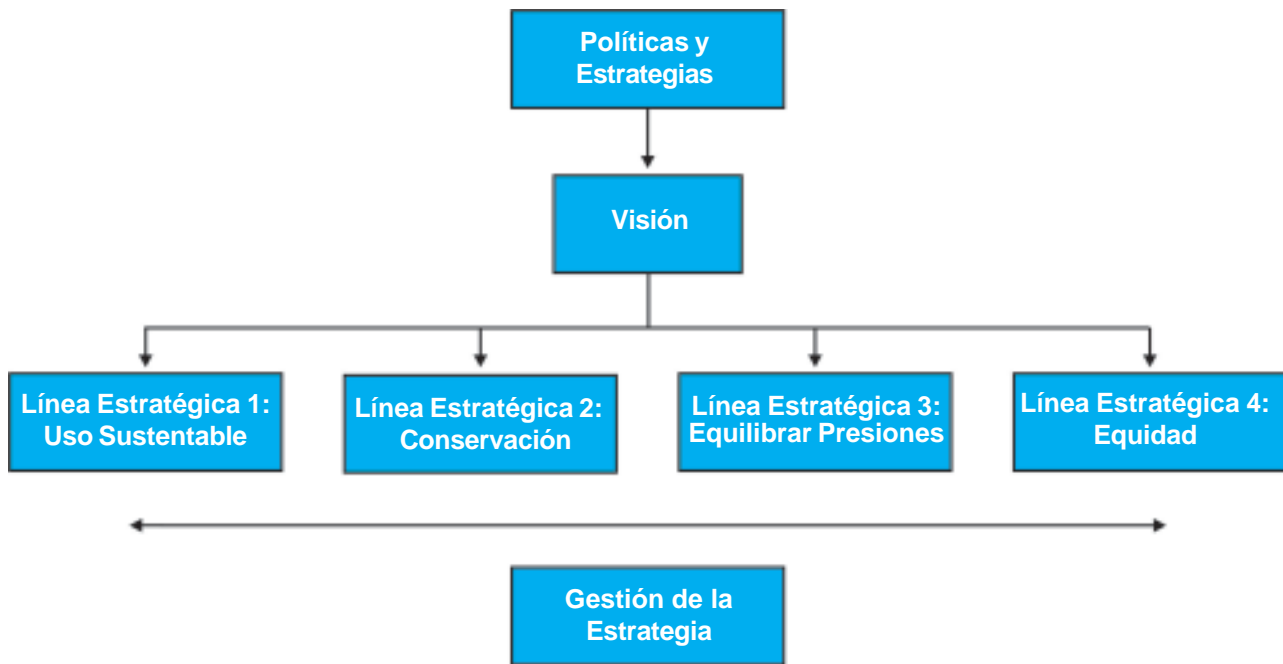 Políticas y
Estrategias
Visión
Línea Estratégica 1:
Uso Sustentable
Línea Estratégica 2:
Conservación
Línea Estratégica 3:
Equilibrar Presiones
Línea Estratégica 4:
Equidad
Gestión de la
Estrategia